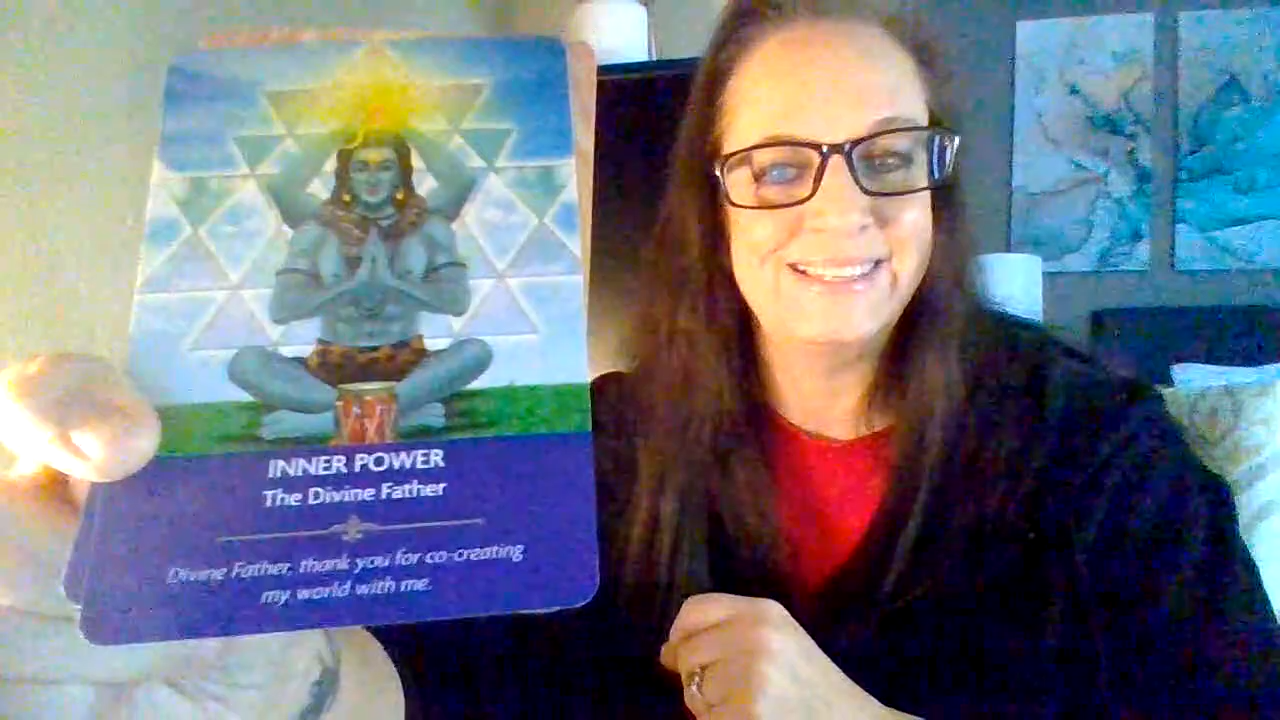 INNER POWER
The Divine Father
Divine Father, thank you for co-creating
my world with me.